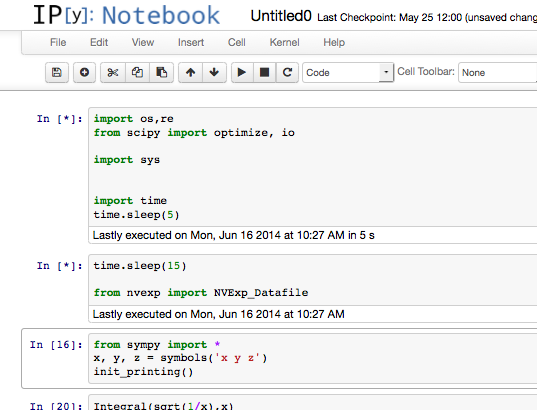 IP[y]: Notebook Untitled0 Last Checkpoint: May 25 12:00 (unsaved chang
File Edit View Insert Cell Kernel Help
Code Cell Toolbar: None
In [*]: import os,re
from scipy import optimize, io
import sys
import time
time.sleep(5)
Lastly executed on Mon, Jun 16 2014 at 10:27 AM in 5 s
In [*]: time.sleep(15)
from nvexp import NVExp_Datafile
Lastly executed on Mon, Jun 16 2014 at 10:27 AM
In [16]: from sympy import *
x, y, z = symbols('x y z')
init_printing()
In [20]: Integral(sqrt(1/x),x)